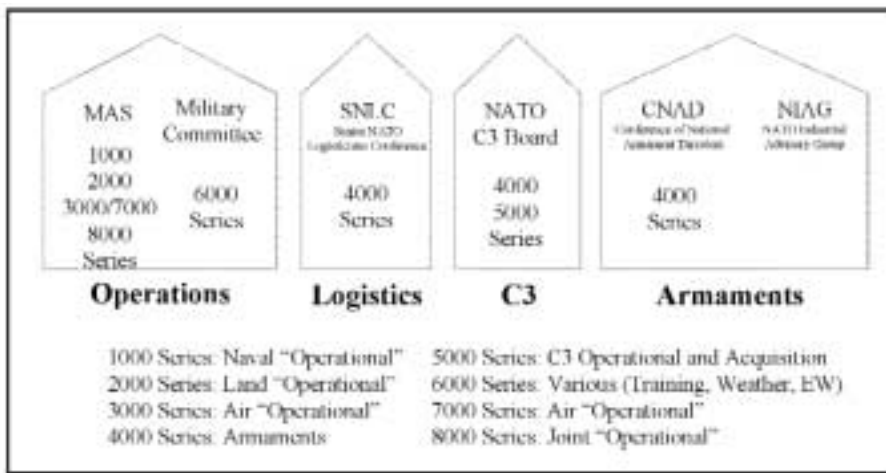 MAS
1000
2000
3000/7000
8000
Series
Military
Committee
6000
Series
Operations
SNLC
Senior NATO
Logisticians Conference
4000
Series
Logistics
NATO
C3 Board
4000
5000
Series
C3
CNAD
Conference of National
Armament Directors
4000
Series
NIAG
NATO Industrial
Advisory Group
Armaments
1000 Series: Naval “Operational”
2000 Series: Land “Operational”
3000 Series: Air “Operational”
4000 Series: Armaments
5000 Series: C3 Operational and Acquisition
6000 Series: Various (Training, Weather, EW)
7000 Series: Air “Operational”
8000 Series: Joint “Operational”